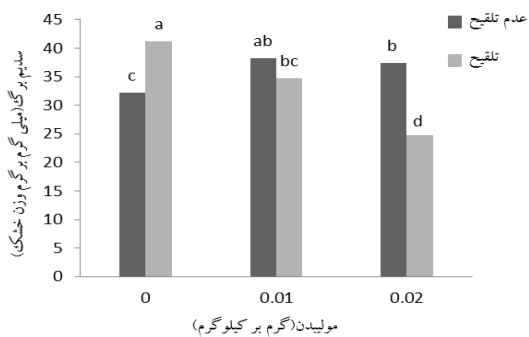 سدیم برگ(میلی گرم بر گرم وزن خشک)
45
40
35
30
25
20
15
10
5
0
c
a
ab
bc
b
d
عدم تلقیح
تلقیح
0 0.01 0.02
مولیبدن(گرم بر کیلوگرم)